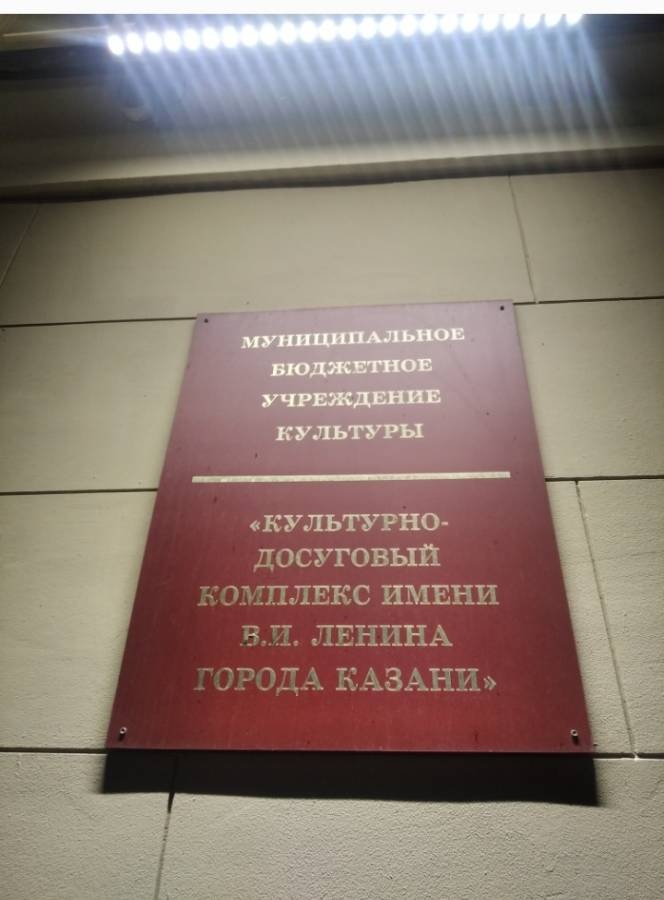 МУНИЦИПАЛЬНОЕ
БЮДЖЕТНОЕ
УЧРЕЖДЕНИЕ
КУЛЬТУРЫ
«КУЛЬТУРНО-
ДОСУГОВЫЙ
КОМПЛЕКС ИМЕНИ
В.И. ЛЕНИНА
ГОРОДА КАЗАНИ»